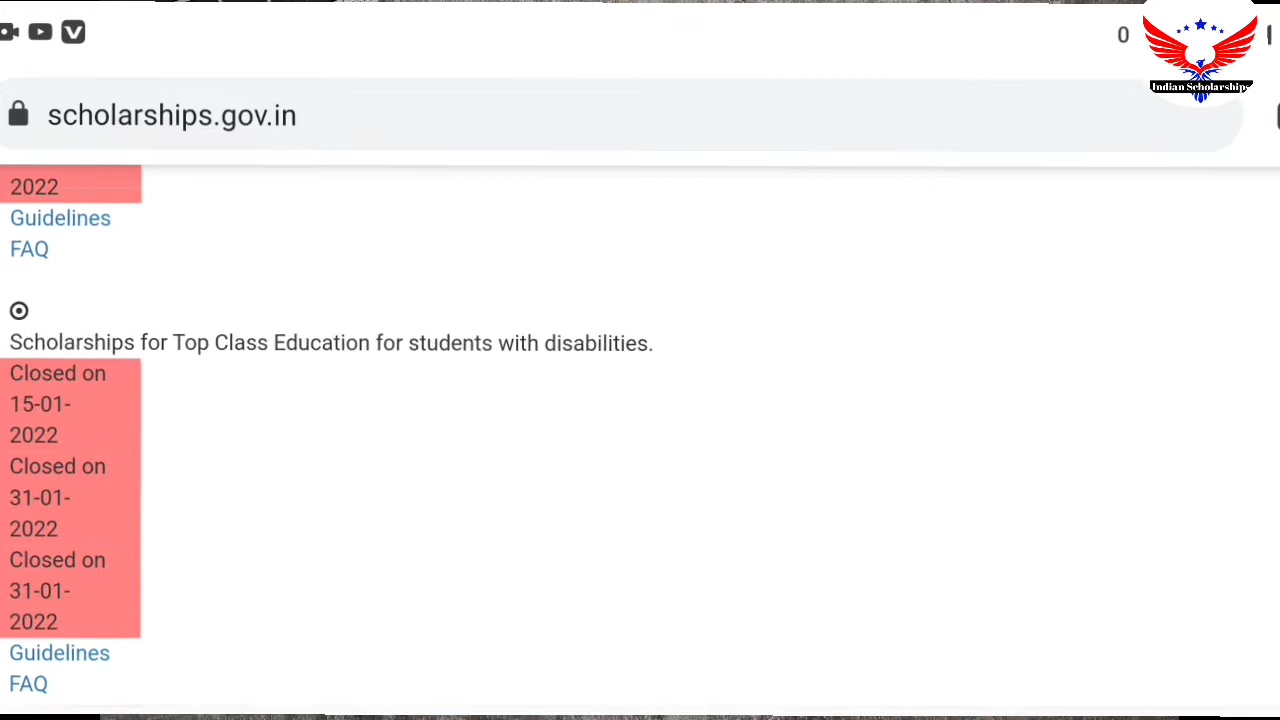 0
Indian Scholarships
scholarships.gov.in
2022
Guidelines
FAQ
Scholarships for Top Class Education for students with disabilities.
Closed on
15-01-
2022
Closed on
31-01-
2022
Closed on
31-01-
2022
Guidelines
FAQ